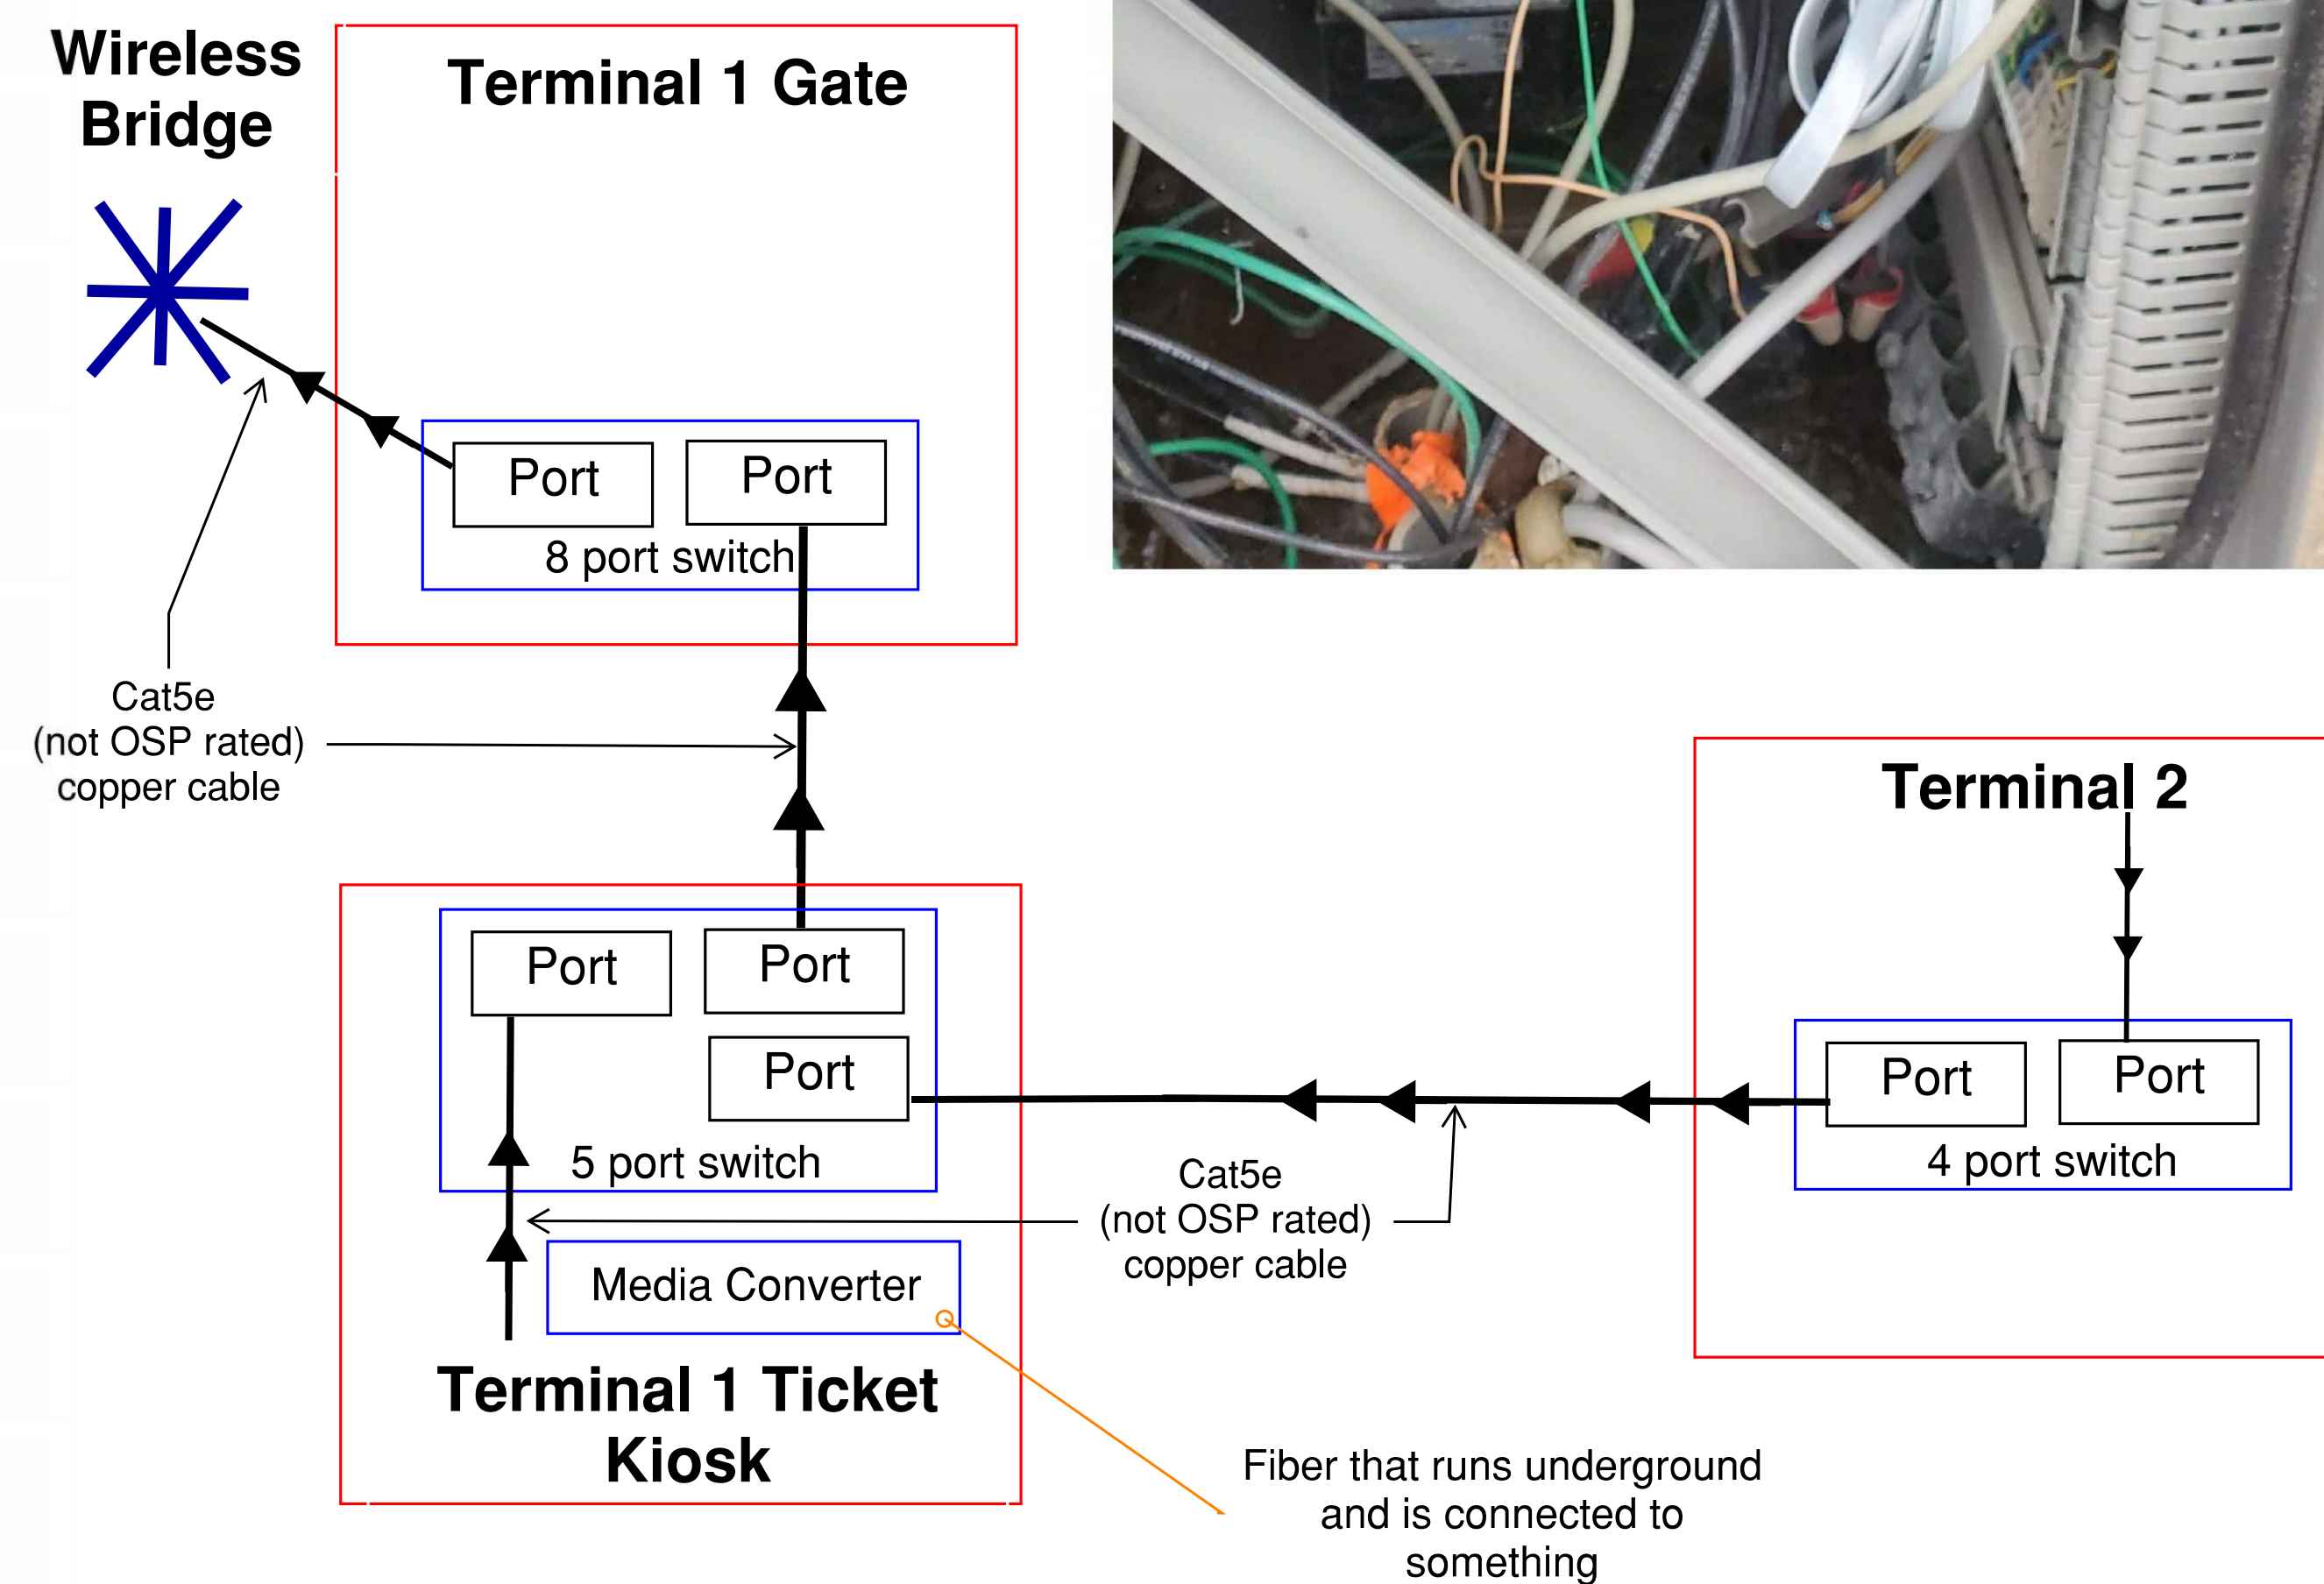 Wireless
Bridge
Terminal 1 Gate
Port
Port
8 port switch
Cat5e
(not OSP rated)
copper cable
Terminal 2
Port
Port
4 port switch
Port
Port
Port
5 port switch
Cat5e
(not OSP rated)
copper cable
Media Converter
Terminal 1 Ticket
Kiosk
Fiber that runs underground
and is connected to
something